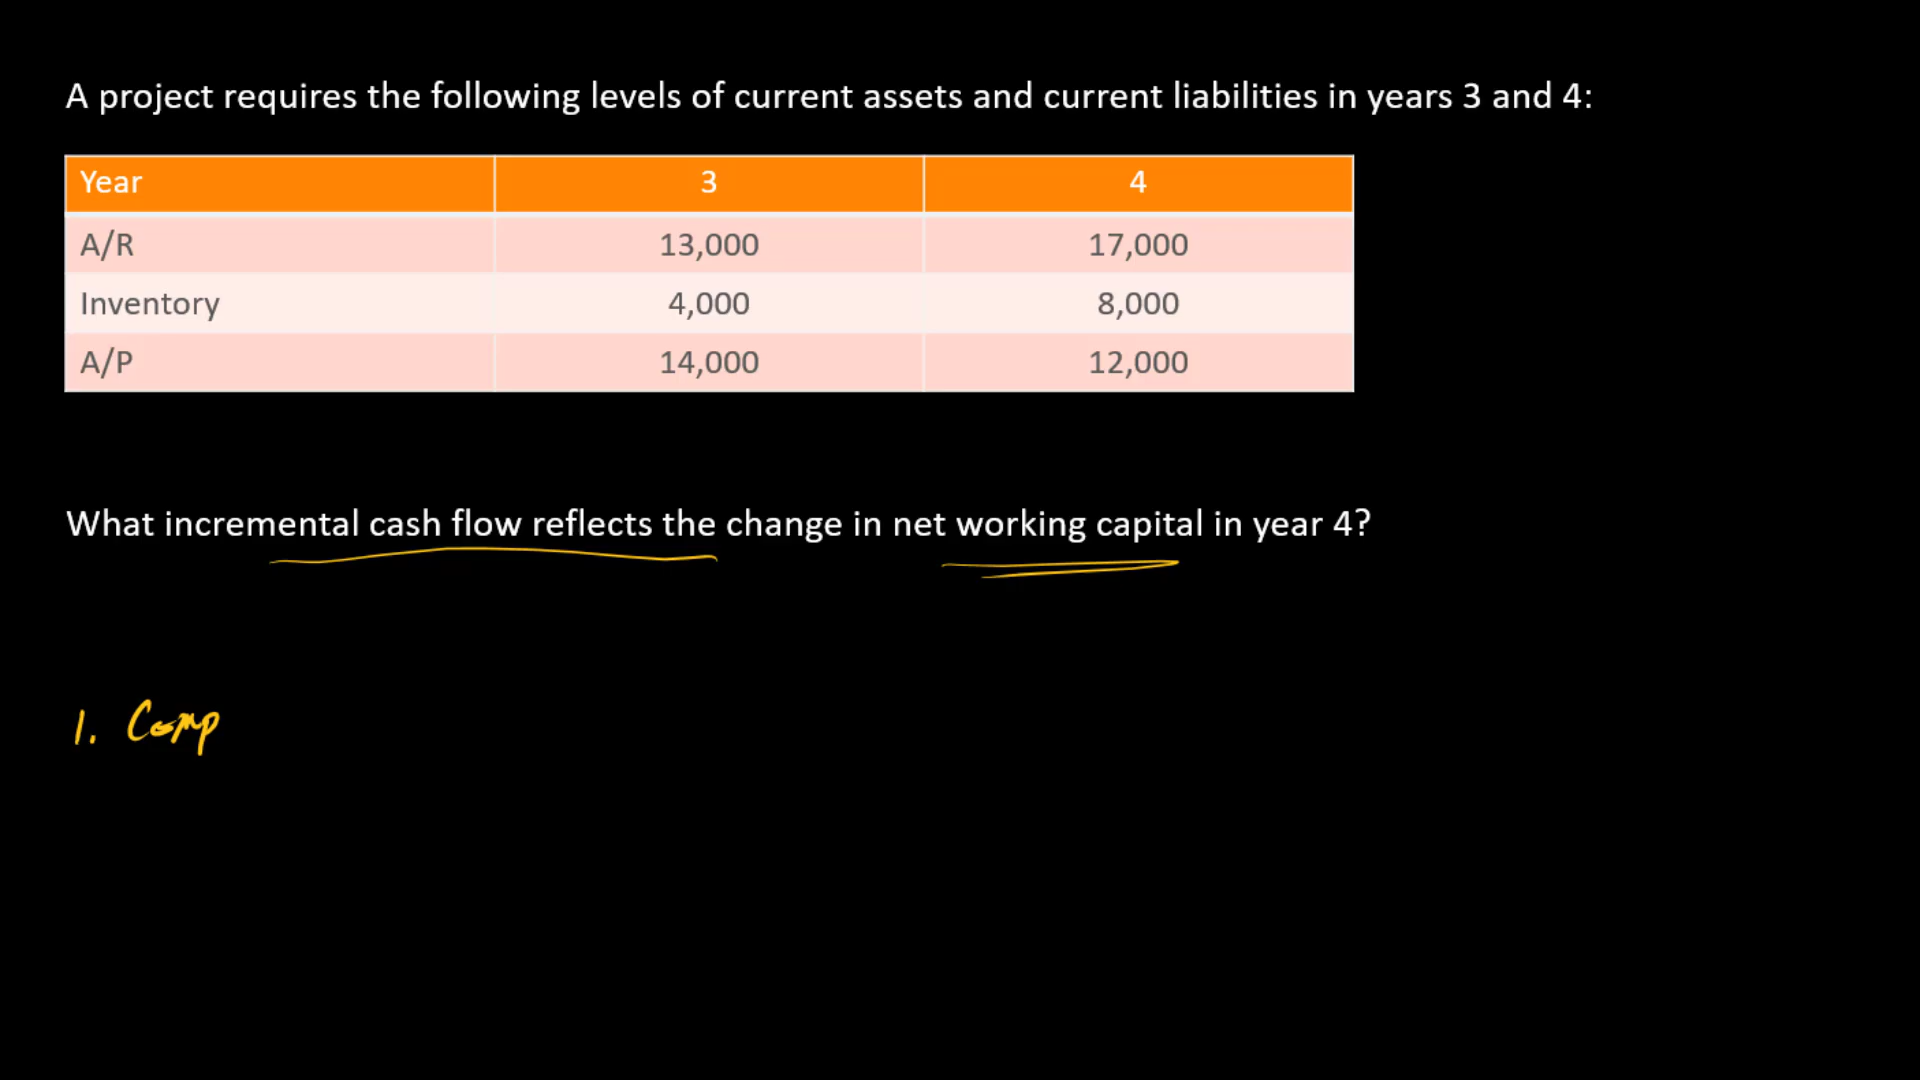 A project requires the following levels of current assets and current liabilities in years 3 and 4:
Year 3 4
A/R 13,000 17,000
Inventory 4,000 8,000
A/P 14,000 12,000
What incremental cash flow reflects the change in net working capital in year 4?
1. Comp